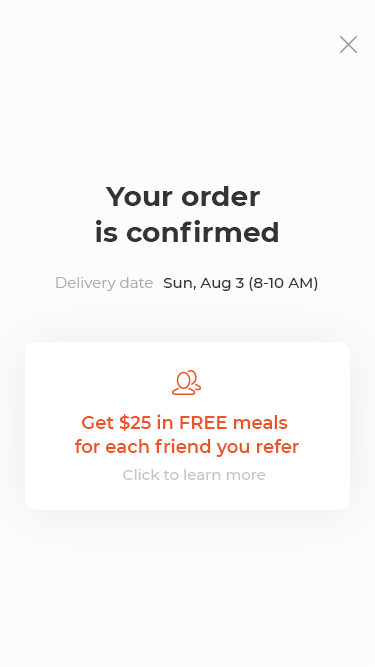 Your order
is confirmed
Delivery date Sun, Aug 3 (8-10 AM)
Get $25 in FREE meals
for each friend you refer
Click to learn more